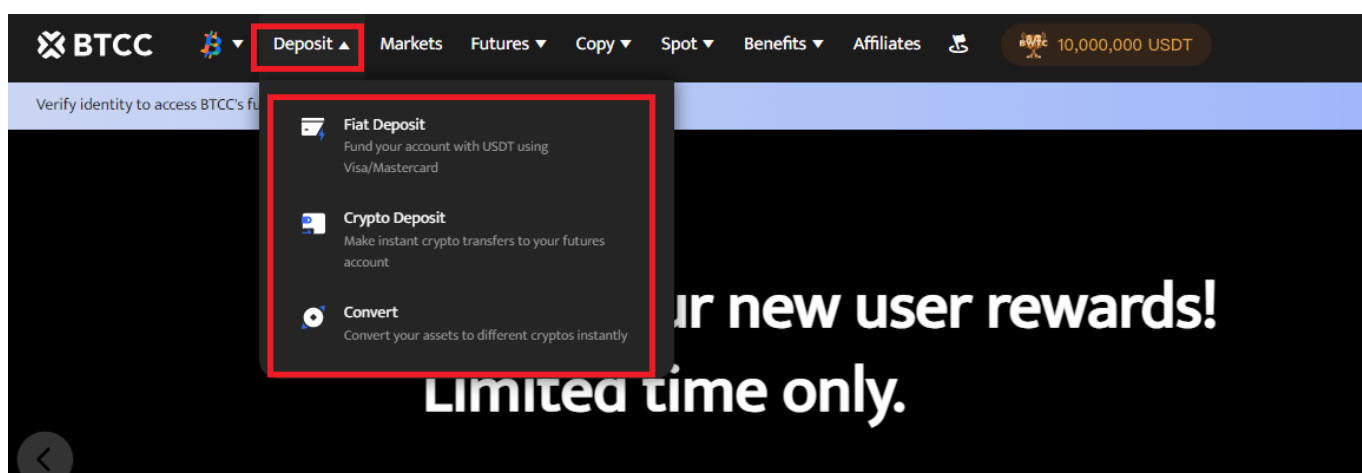 BTCC Deposit Markets Futures Copy Spot Benefits Affiliates 10,000,000 USDT
Verify identity to access BTCC's fu
Fiat Deposit
Fund your account with USDT using
Visa/Mastercard
Crypto Deposit
Make instant crypto transfers to your futures
account
Convert
Convert your assets to different cryptos instantly
ur new user rewards!
Limited time only.